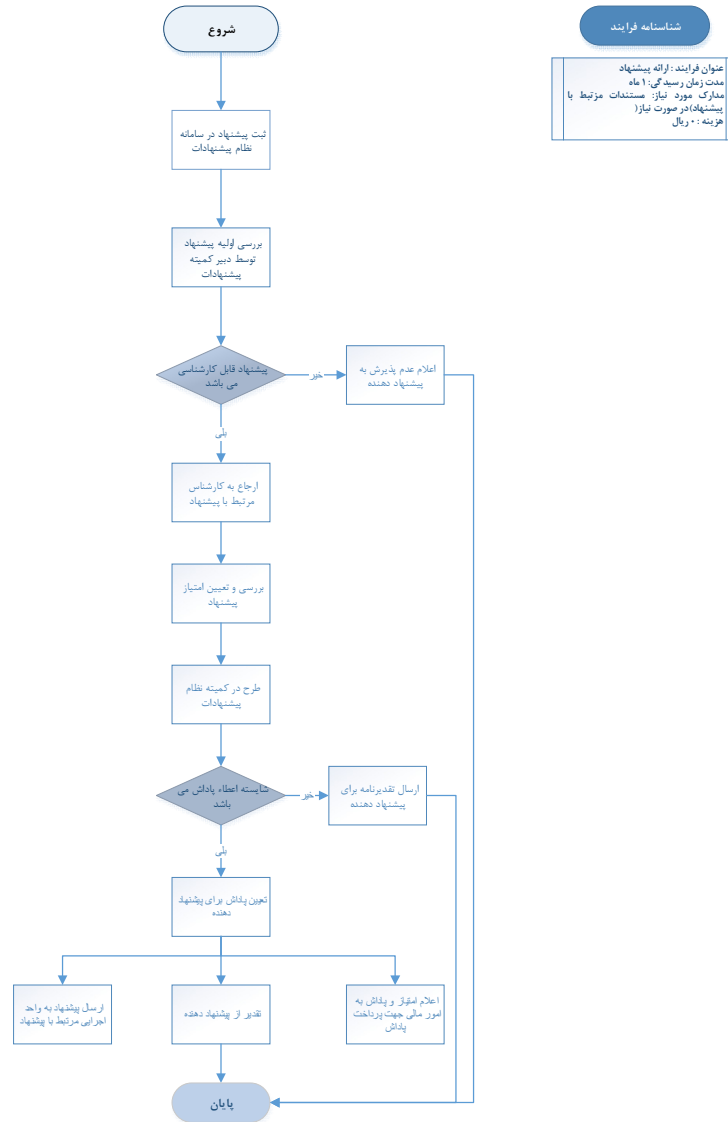 شروع
شناسنامه فرایند
عنوان فرایند : ارائه پیشنهاد
مدت زمان رسیدگی: ۱ ماه
مدارک مورد نیاز: مستندات مرتبط با
پیشنهاد)در صورت نیاز(
هزینه : ۰ ریال
ثبت پیشنهاد در سامانه
نظام پیشنهادات
بررسی اولیه پیشنهاد
توسط دبیر کمیته
پیشنهادات
پیشنهاد قابل کارشناسی
می باشد
خیر
اعلام عدم پذیرش به
پیشنهاد دهنده
بلی
ارجاع به کارشناس
مرتبط با پیشنهاد
بررسی و تعیین امتیاز
پیشنهاد
طرح در کمیته نظام
پیشنهادات
شایسته اعطاء پاداش می
باشد
خیر
ارسال تقدیرنامه برای
پیشنهاد دهنده
بلی
تعیین پاداش برای پیشنهاد
دهنده
اعلام امتیاز و پاداش به
امور مالی جهت پرداخت
پاداش
تقدیر از پیشنهاد دهنده
ارسال پیشنهاد به واحد
اجرایی مرتبط با پیشنهاد
پایان